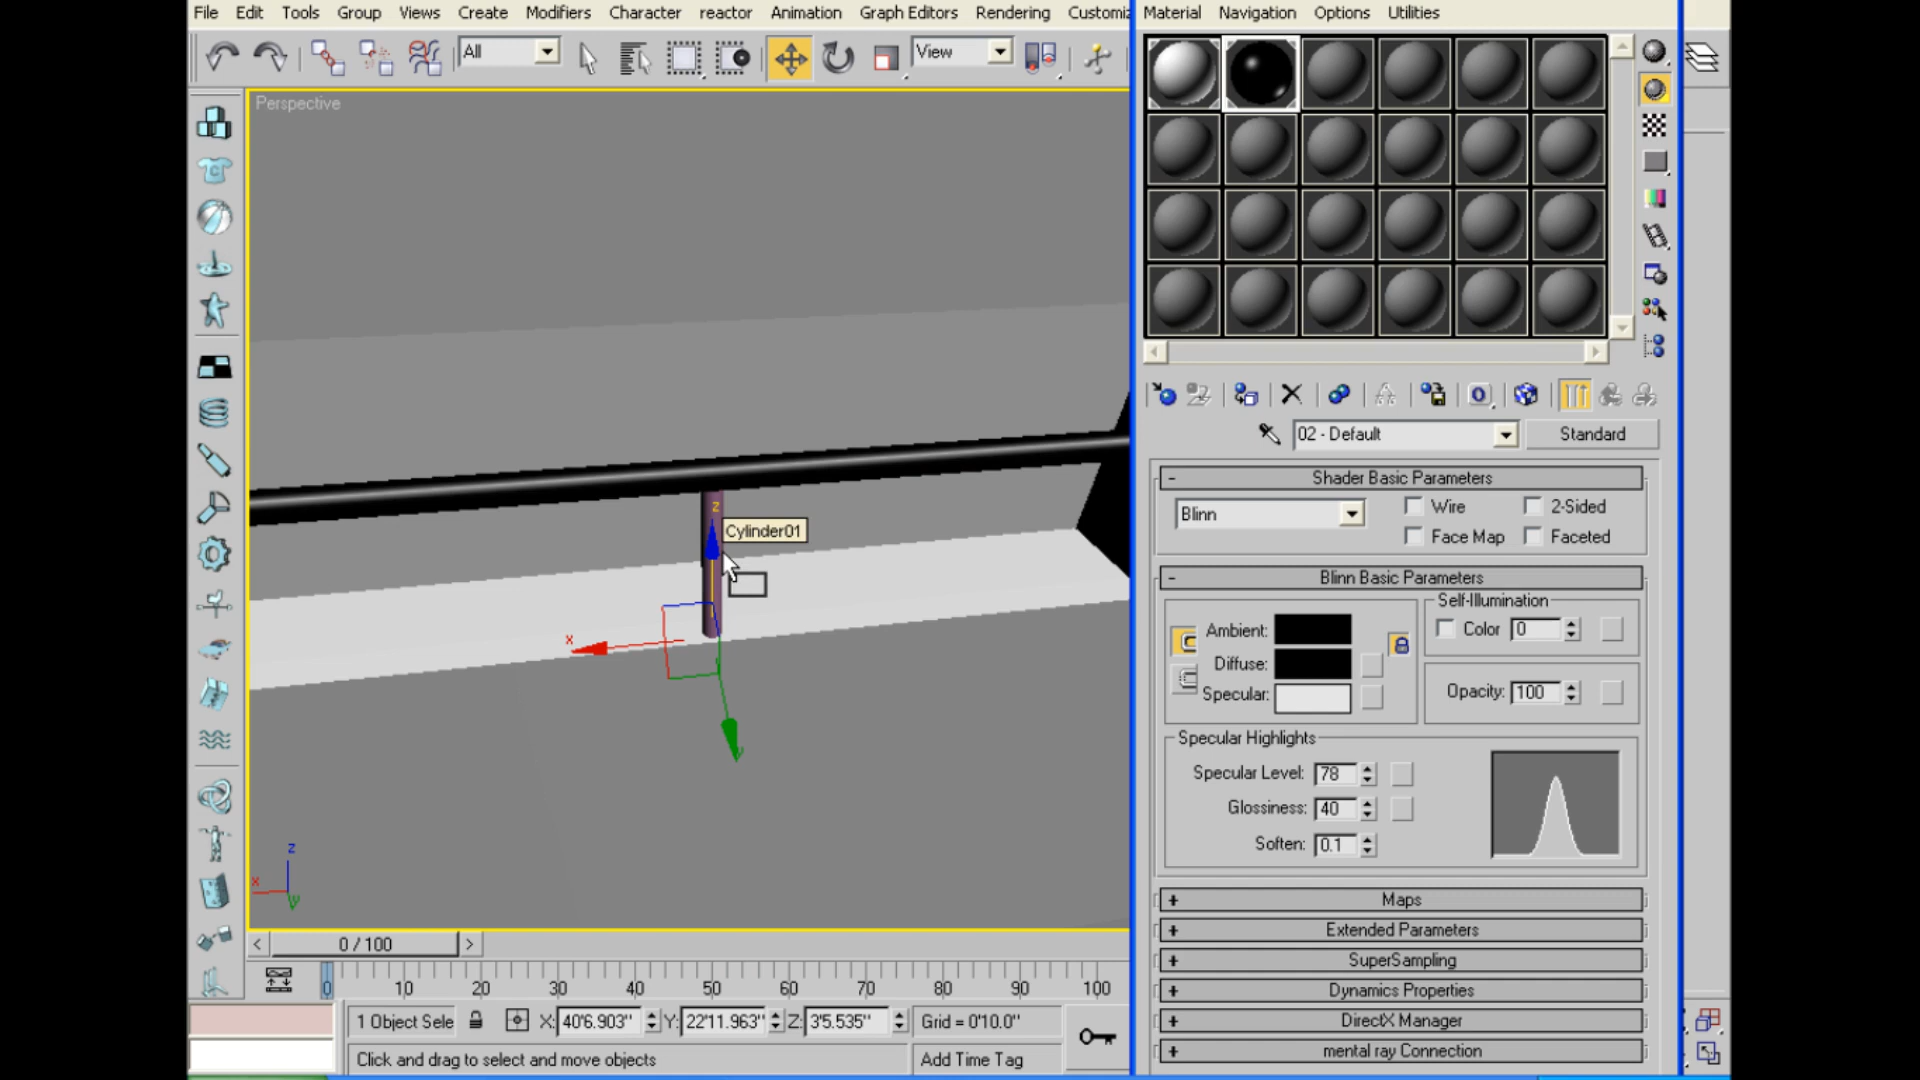 File Edit Tools Group Views Create Modifiers Character reactor Animation Graph Editors Rendering Customiz
Material Navigation Options Utilities
All
View
Perspective
02 - Default
Standard
- Shader Basic Parameters
Blinn
Wire
2-Sided
Face Map
Faceted
z
Cylinder01
x
y
- Blinn Basic Parameters
Ambient:
Diffuse:
Specular:
Self-Illumination
Color 0
Opacity: 100
Specular Highlights
Specular Level: 78
Glossiness: 40
Soften: 0.1
z
x
y
+ Maps
+ Extended Parameters
+ SuperSampling
+ Dynamics Properties
+ DirectX Manager
+ mental ray Connection
< 0 / 100 >
0 10 20 30 40 50 60 70 80 90 100
1 Object Sele X: 40'6.903" Y: 22'11.963" Z: 3'5.535" Grid = 0'10.0"
Click and drag to select and move objects
Add Time Tag